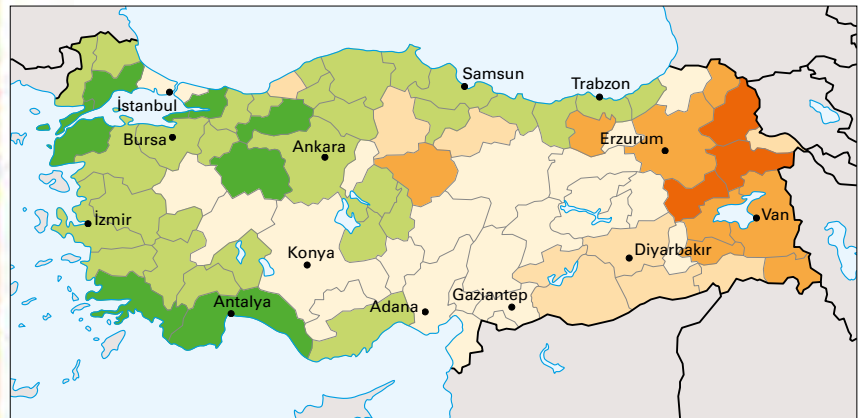 Samsun
Trabzon
İstanbul
Bursa
Ankara
Erzurum
İzmir
Van
Konya
Diyarbakır
Antalya
Adana
Gaziantep